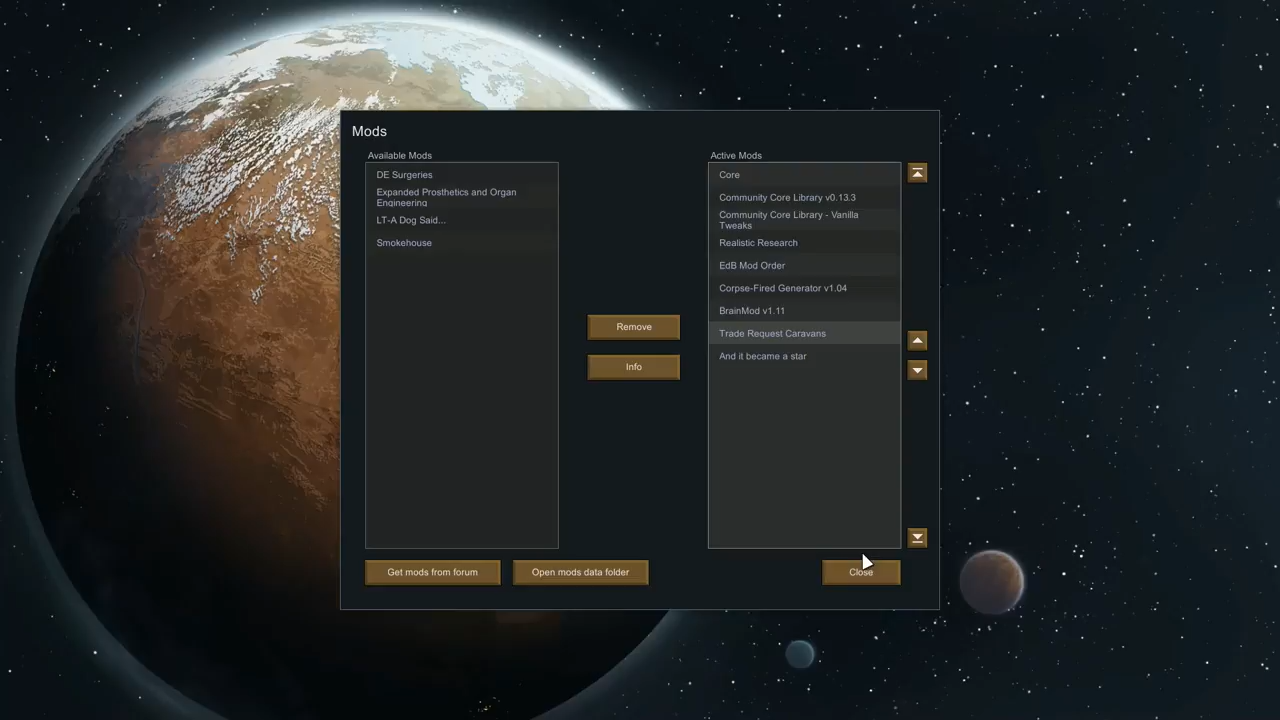 Mods
Available Mods
DE Surgeries
Expanded Prosthetics and Organ
Engineering
LT-A Dog Said...
Smokehouse
Remove
Info
Active Mods
Core
Community Core Library v0.13.3
Community Core Library - Vanilla
Tweaks
Realistic Research
EdB Mod Order
Corpse-Fired Generator v1.04
BrainMod v1.11
Trade Request Caravans
And it became a star
Get mods from forum
Open mods data folder
Close